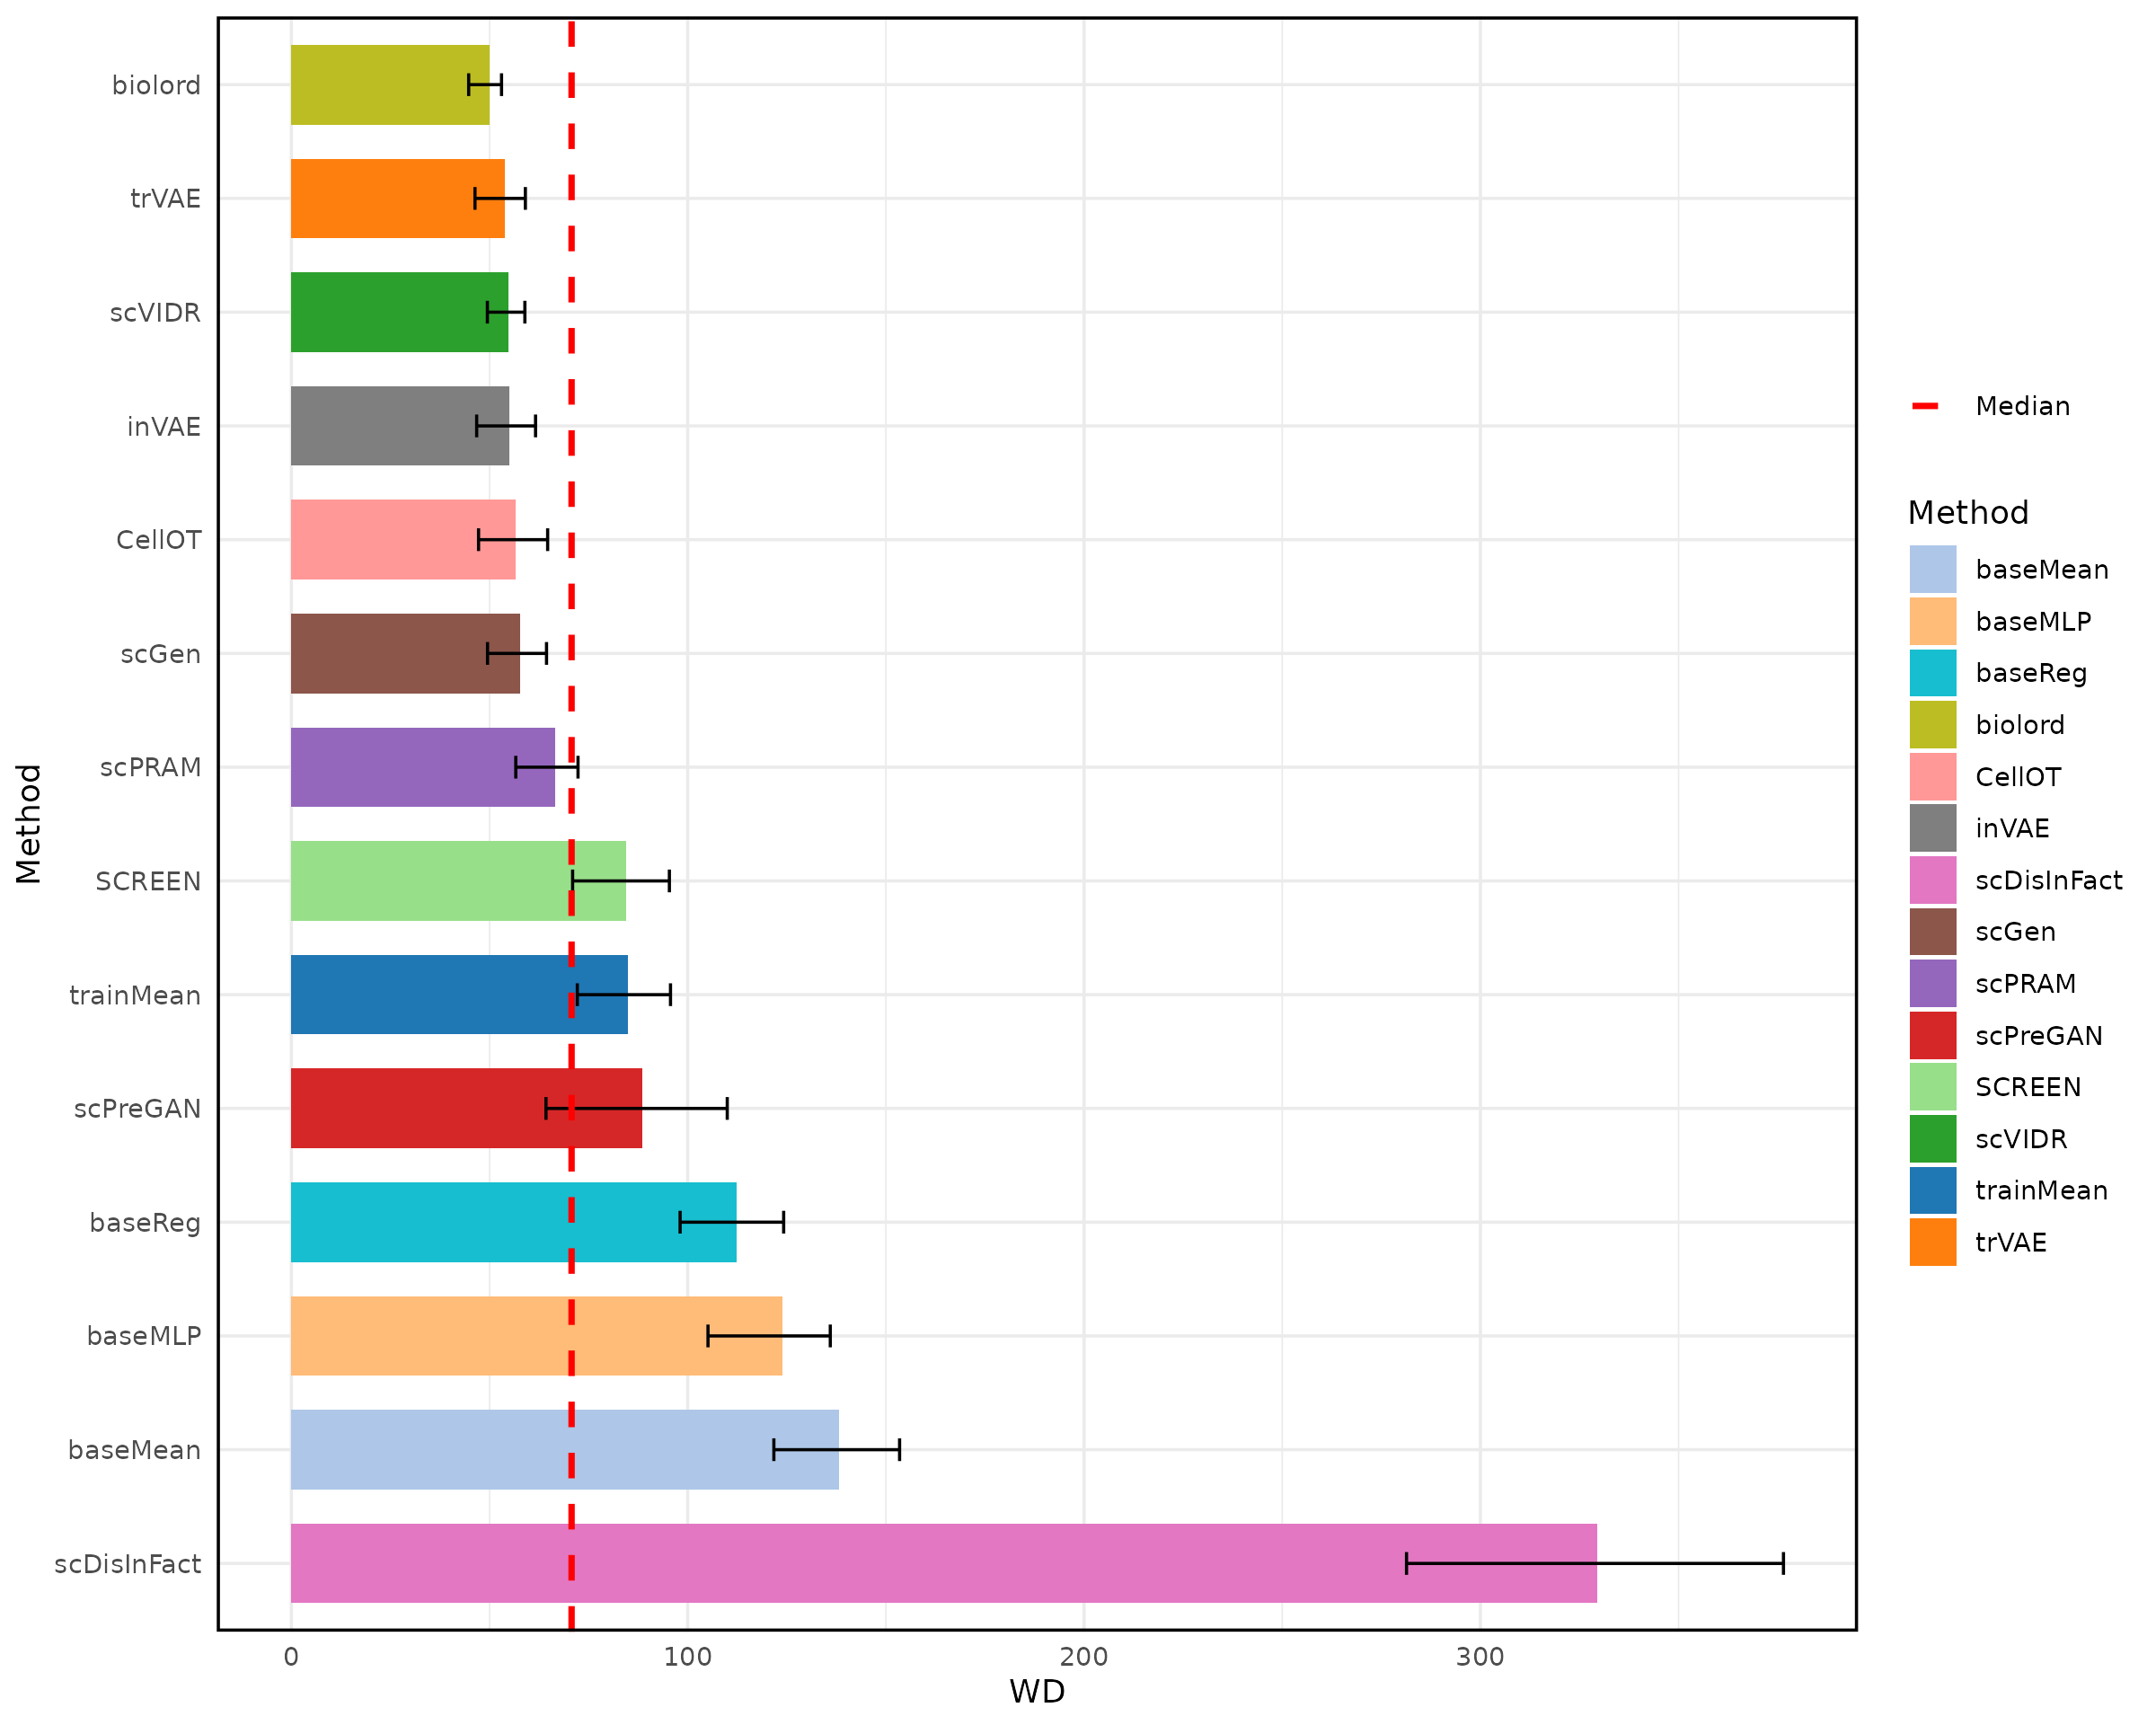 Method
biolord
trVAE
scVIDR
inVAE
CellOT
scGen
scPRAM
SCREEN
trainMean
scPreGAN
baseReg
baseMLP
baseMean
scDisInFact
0 100 200 300
WD
Median
Method
baseMean
baseMLP
baseReg
biolord
CellOT
inVAE
scDisInFact
scGen
scPRAM
scPreGAN
SCREEN
scVIDR
trainMean
trVAE